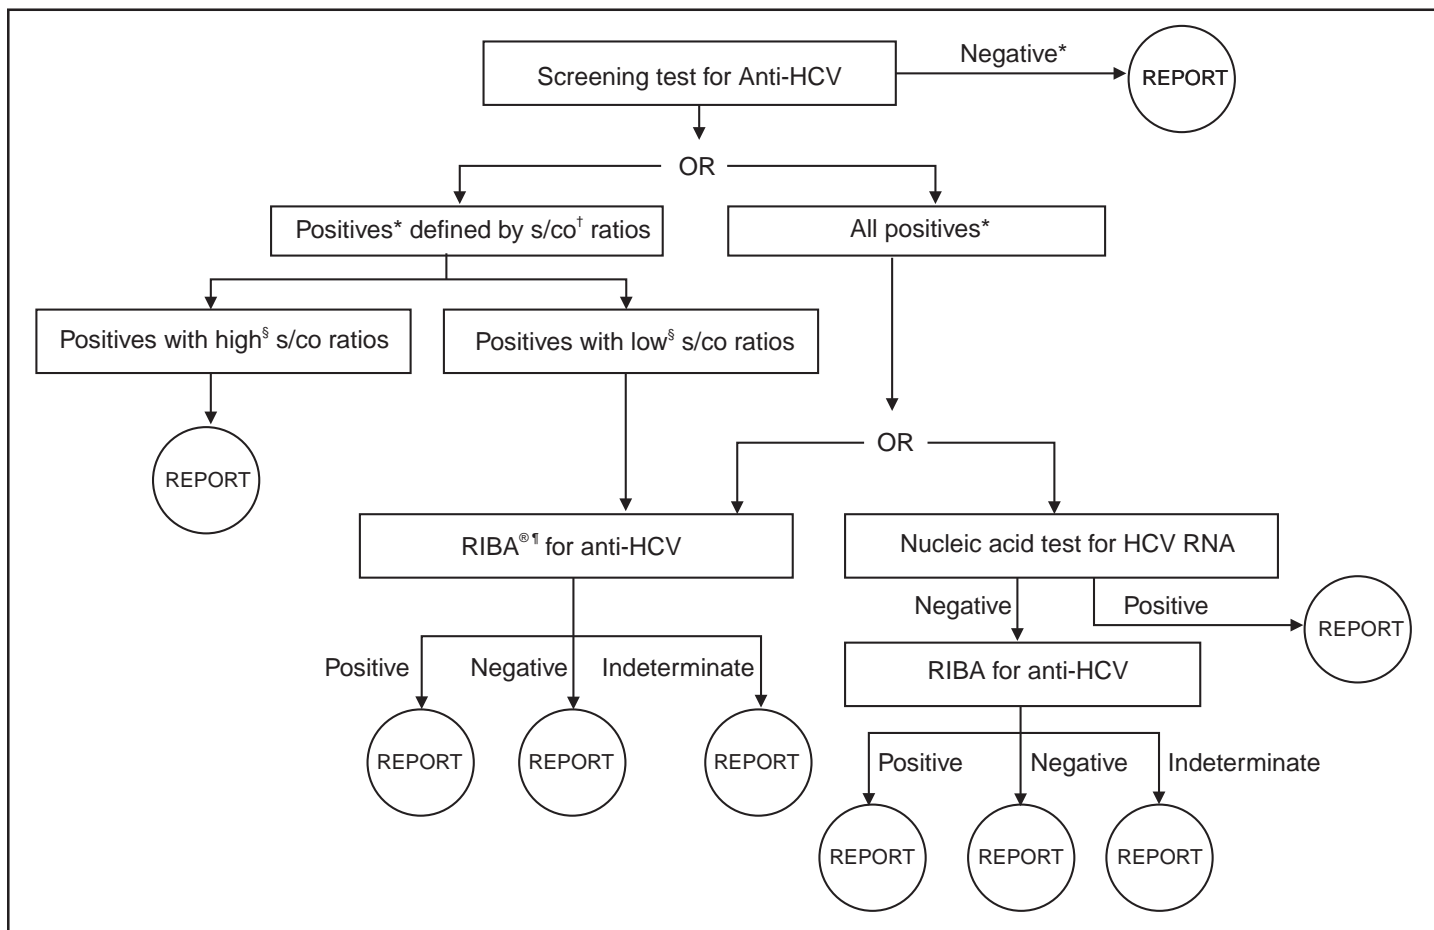 Screening test for Anti-HCV
Negative*
REPORT
OR
Positives* defined by s/co† ratios
All positives*
Positives with high§ s/co ratios
Positives with low§ s/co ratios
REPORT
OR
RIBA®¶ for anti-HCV
Nucleic acid test for HCV RNA
Negative
Positive
REPORT
Positive
Negative
Indeterminate
RIBA for anti-HCV
REPORT
REPORT
REPORT
Positive
Negative
Indeterminate
REPORT
REPORT
REPORT